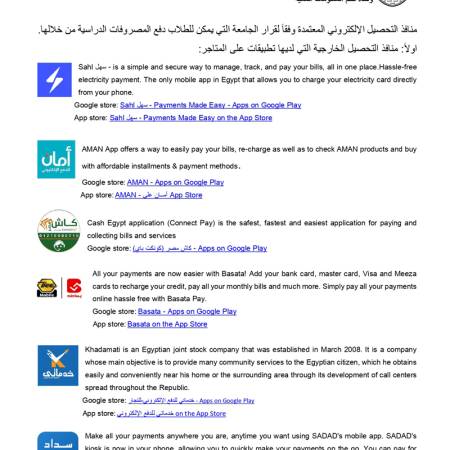 منافذ التحصيل الإلكتروني المعتمدة وفقاً لقرار الجامعة التي يمكن للطلاب دفع المصروفات الدراسية من خلالها.
اولاً: منافذ التحصيل الخارجية التي لديها تطبيقات على المتاجر:
Sahl سهل - is a simple and secure way to manage, track, and pay your bills, all in one place.Hassle-free
electricity payment. The only mobile app in Egypt that allows you to charge your electricity card directly
from your phone.
Google store: Sahl سهل - Payments Made Easy - Apps on Google Play
App store: Sahl سهل - Payments Made Easy on the App Store
أمان
للدفع الإلكتروني
AMAN App offers a way to easily pay your bills, re-charge as well as to check AMAN products and buy
with affordable installments & payment methods.
Google store: AMAN - Apps on Google Play
App store: AMAN - أمان على App Store
كاش
Cash Egypt application (Connect Pay) is the safest, fastest and easiest application for paying and
collecting bills and services
Google store: كاش مصر (كونكت باي) - Apps on Google Play
Bee
Mobile
بساطة
All your payments are now easier with Basata! Add your bank card, master card, Visa and Meeza
cards to recharge your credit, pay all your monthly bills and much more. Simply pay all your payments
online hassle free with Basata Pay.
Google store: Basata - Apps on Google Play
App store: Basata on the App Store
خدماتي
Khadamati is an Egyptian joint stock company that was established in March 2008. It is a company
whose main objective is to provide many community services to the Egyptian citizen, which he obtains
easily and conveniently near his home or the surrounding area through its development of call centers
spread throughout the Republic.
Google store: خدماتي للدفع الإلكتروني-للتجار - Apps on Google Play
App store: خدماتي للدفع الإلكتروني on the App Store
سداد
Make all your payments anywhere you are, anytime you want using SADAD's mobile app. SADAD's
kiosk is now in your phone, allowing you to quickly make your payments on the go. You can pay for